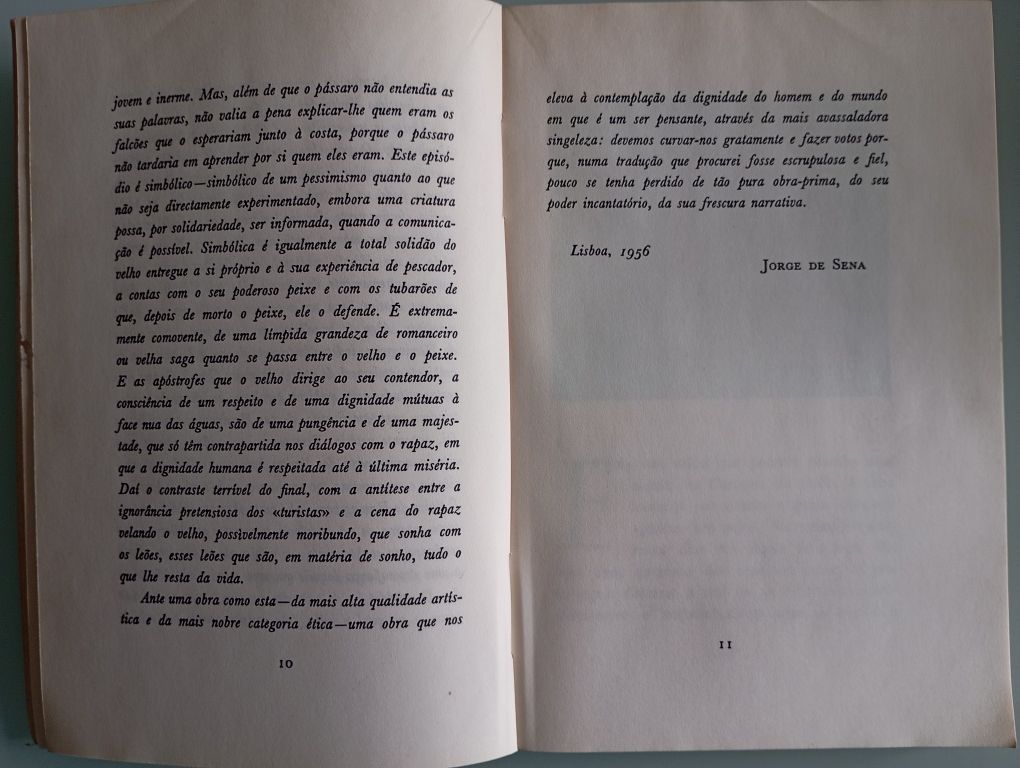 jovem e inerme. Mas, além de que o pássaro não entendia as
suas palavras, não valia a pena explicar-lhe quem eram os
falcões que o esperariam junto à costa, porque o pássaro
não tardaria em aprender por si quem eles eram. Este episó-
dio é simbólico—simbólico de um pessimismo quanto ao que
não seja directamente experimentado, embora uma criatura
possa, por solidariedade, ser informada, quando a comunica-
ção é possível. Simbólica é igualmente a total solidão do
velho entregue a si próprio e à sua experiência de pescador,
a contas com o seu poderoso peixe e com os tubarões de
que, depois de morto o peixe, ele o defende. É extrema-
mente comovente, de uma límpida grandeza de romanceiro
ou velha saga quanto se passa entre o velho e o peixe.
E as apóstrofes que o velho dirige ao seu contendor, a
consciência de um respeito e de uma dignidade mútuas à
face nua das águas, são de uma pungência e de uma majes-
tade, que só têm contrapartida nos diálogos com o rapaz, em
que a dignidade humana é respeitada até à última miséria.
Daí o contraste terrível do final, com a antítese entre a
ignorância pretensiosa dos «turistas» e a cena do rapaz
velando o velho, possìvelmente moribundo, que sonha com
os leões, esses leões que são, em matéria de sonho, tudo o
que lhe resta da vida.
Ante uma obra como esta—da mais alta qualidade artís-
tica e da mais nobre categoria ética—uma obra que nos
10
eleva à contemplação da dignidade do homem e do mundo
em que é um ser pensante, através da mais avassaladora
singeleza: devemos curvar-nos gratamente e fazer votos por-
que, numa tradução que procurei fosse escrupulosa e fiel,
pouco se tenha perdido de tão pura obra-prima, do seu
poder incantatório, da sua frescura narrativa.
Lisboa, 1956
JORGE DE SENA
11